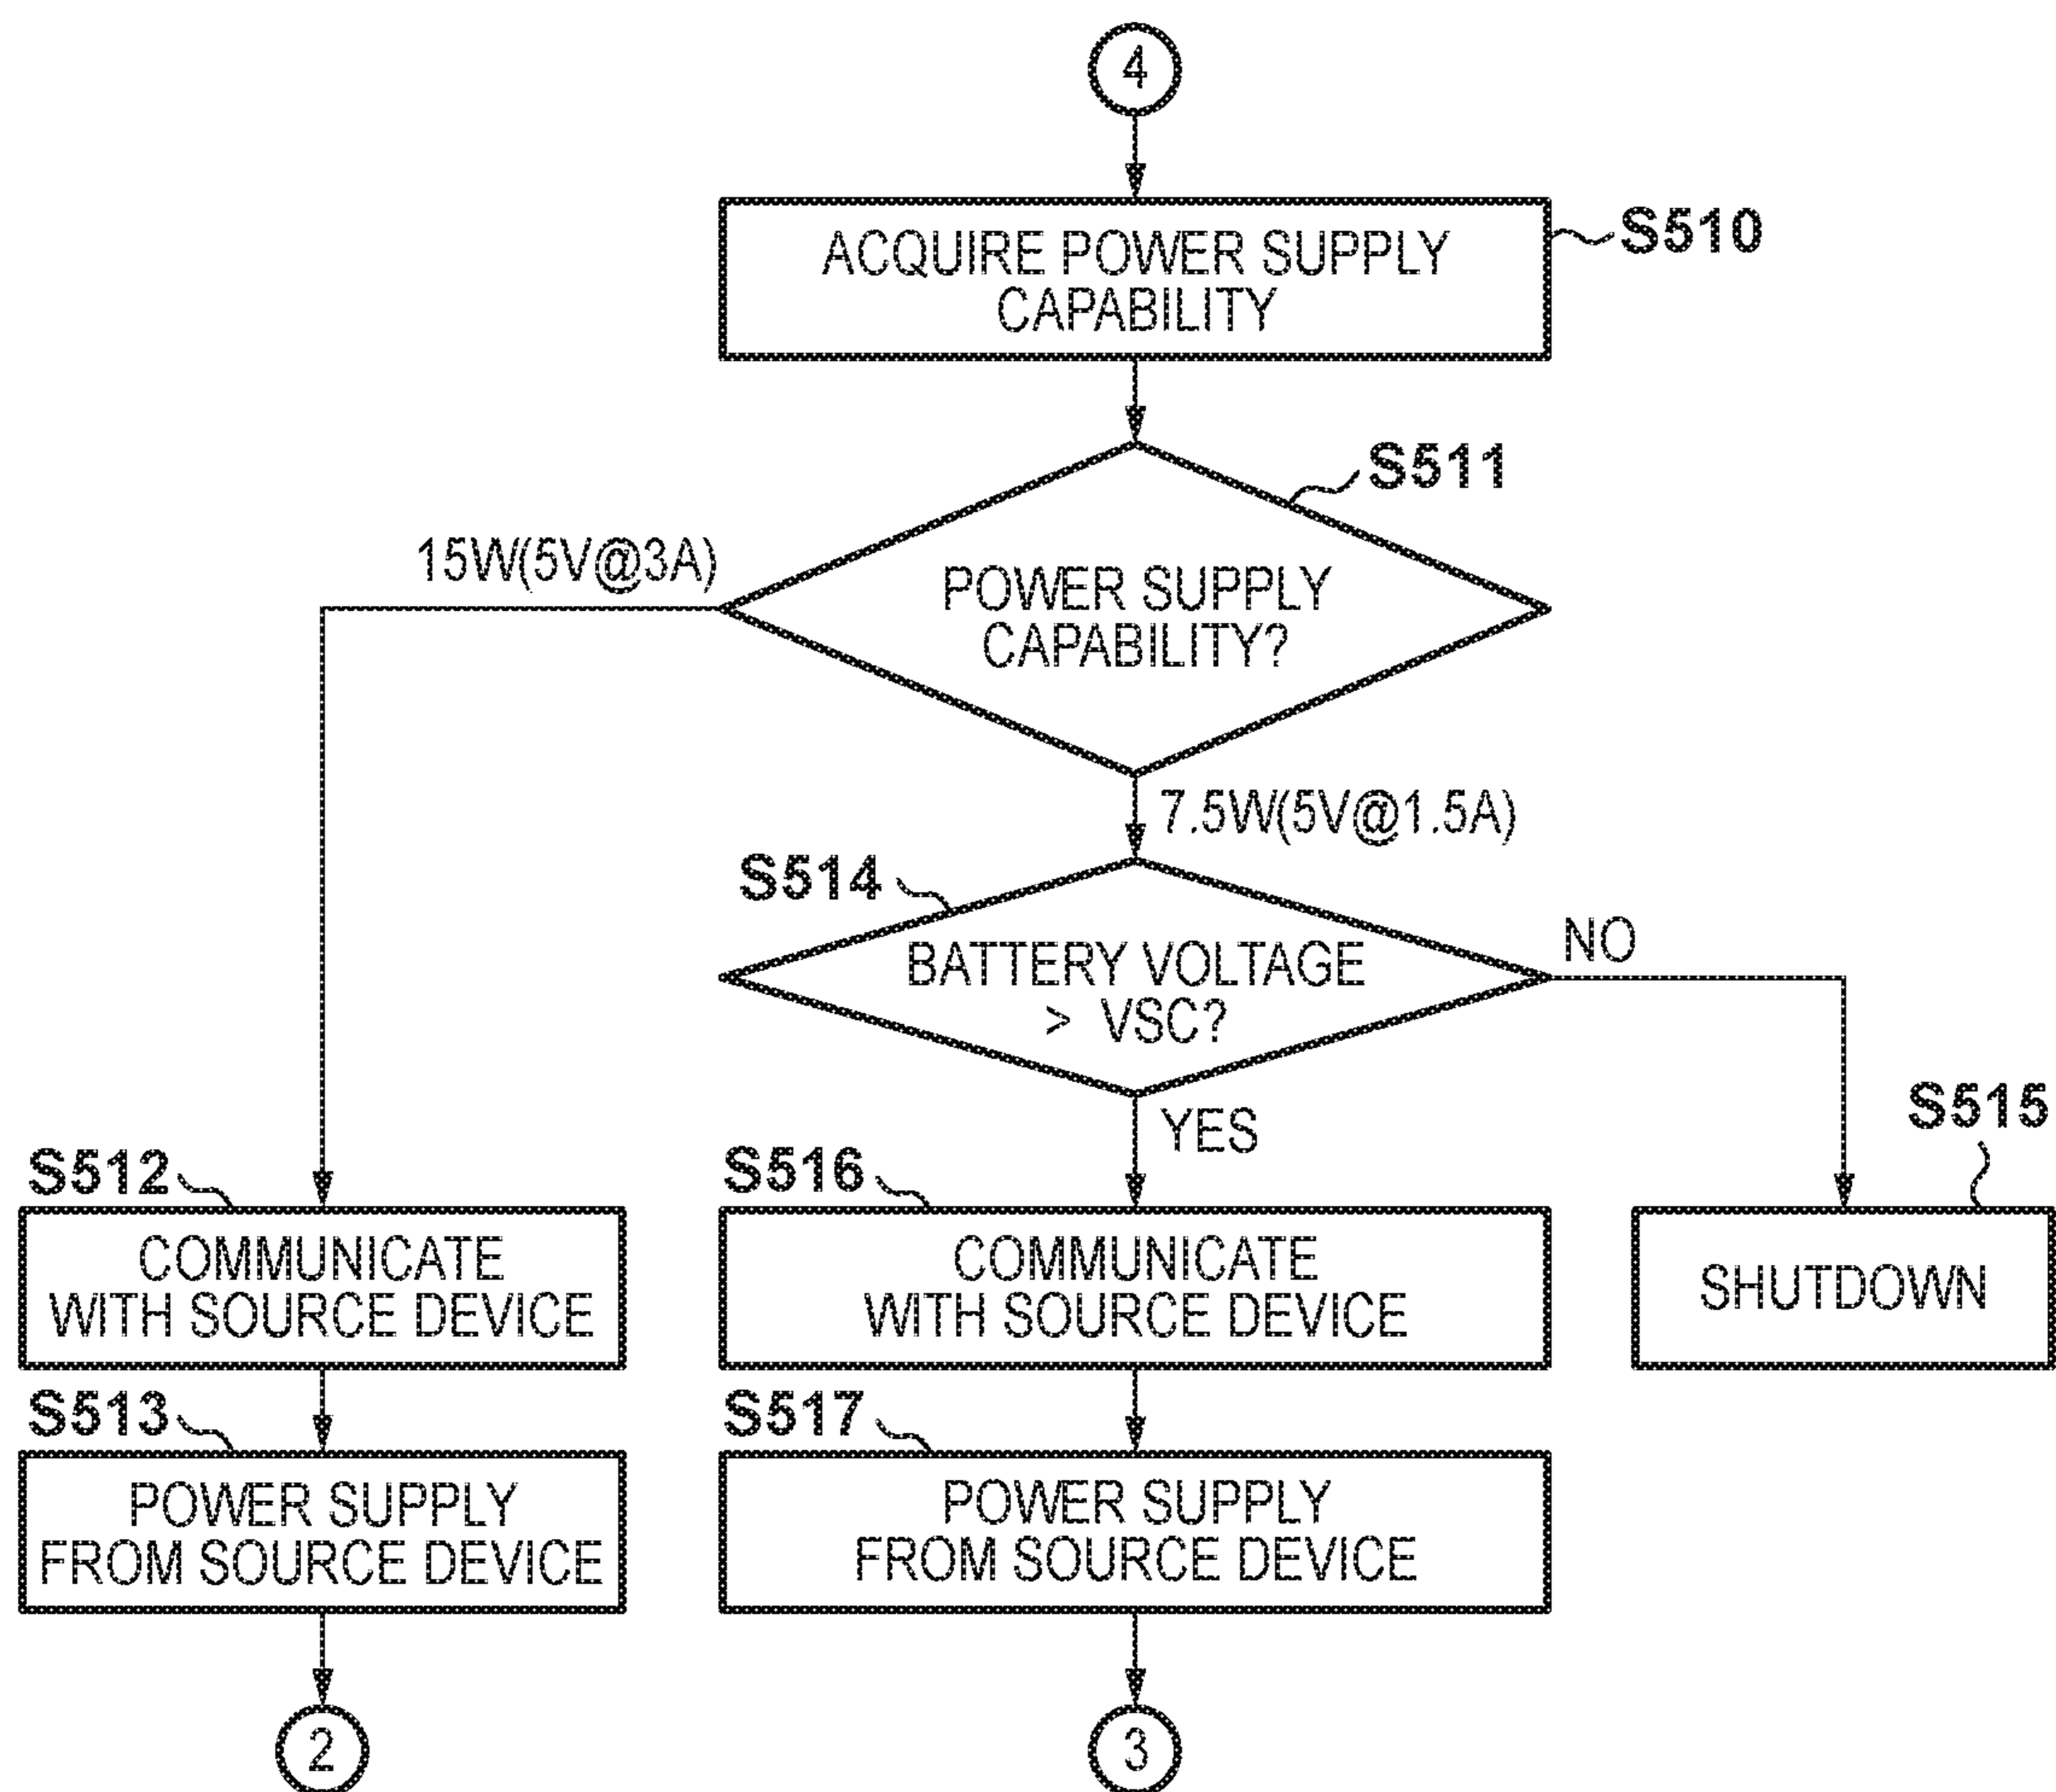 4
ACQUIRE POWER SUPPLY
CAPABILITY
S510
S511
15W(5V@3A)
POWER SUPPLY
CAPABILITY?
7.5W(5V@1.5A)
S514
BATTERY VOLTAGE
> VSC?
NO
YES
S515
S512
S516
COMMUNICATE
WITH SOURCE DEVICE
COMMUNICATE
WITH SOURCE DEVICE
SHUTDOWN
S513
S517
POWER SUPPLY
FROM SOURCE DEVICE
POWER SUPPLY
FROM SOURCE DEVICE
2
3